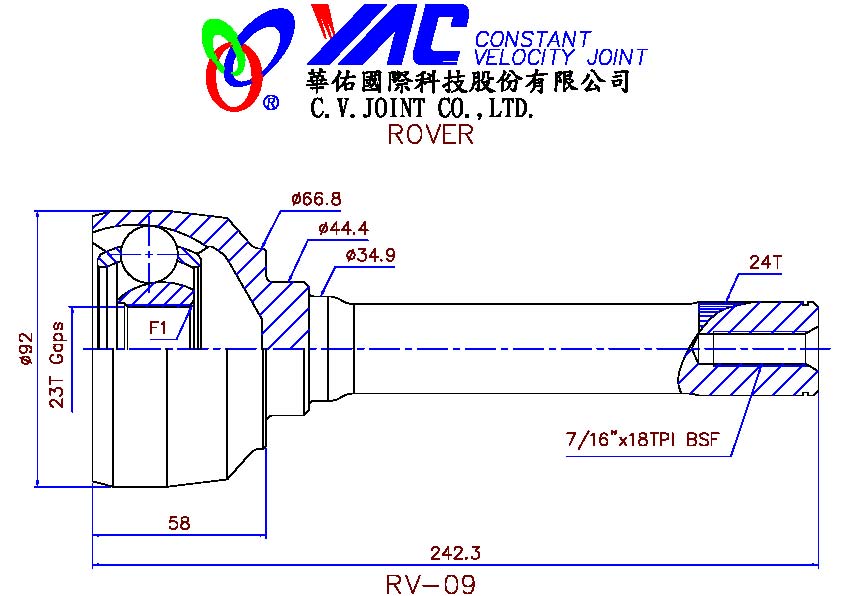 YAC CONSTANT
VELOCITY JOINT
®
華佑國際科技股份有限公司
C.V.JOINT CO.,LTD.
ROVER
ø66.8
ø44.4
ø34.9
24T
F1
ø92
23T Gaps
7/16"x18TPI BSF
58
242.3
RV-09